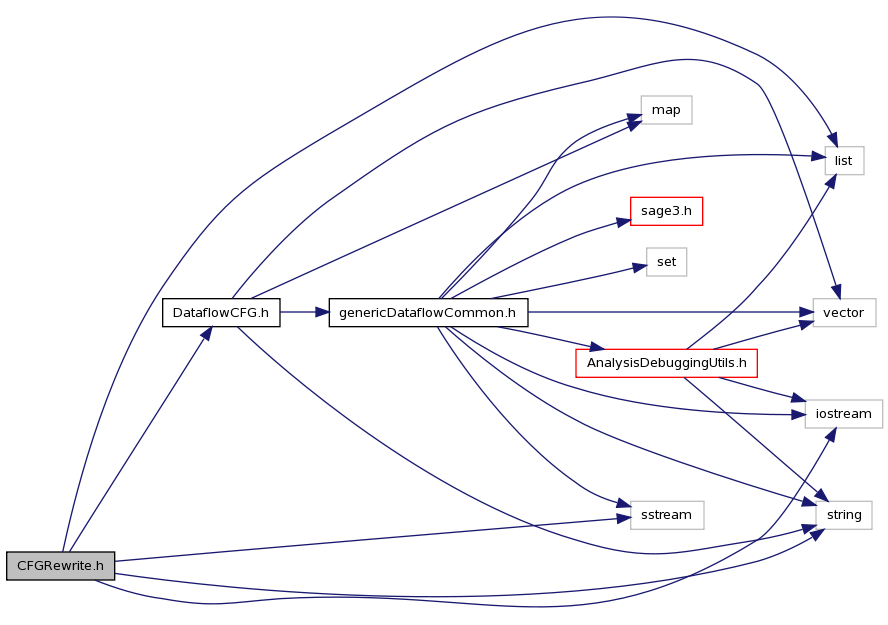 map
list
sage3.h
set
DataflowCFG.h
genericDataflowCommon.h
vector
AnalysisDebuggingUtils.h
iostream
sstream
string
CFGRewrite.h